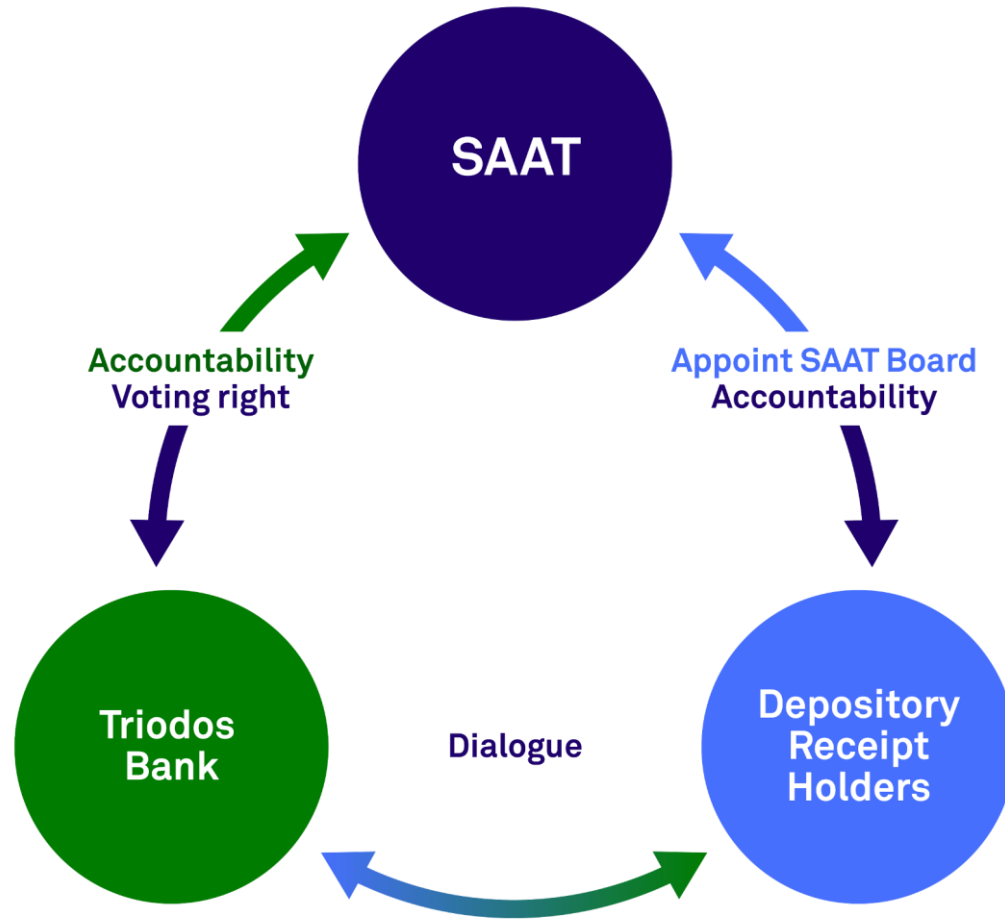 SAAT
Accountability
Voting right
Appoint SAAT Board
Accountability
Triodos
Bank
Dialogue
Depository
Receipt
Holders